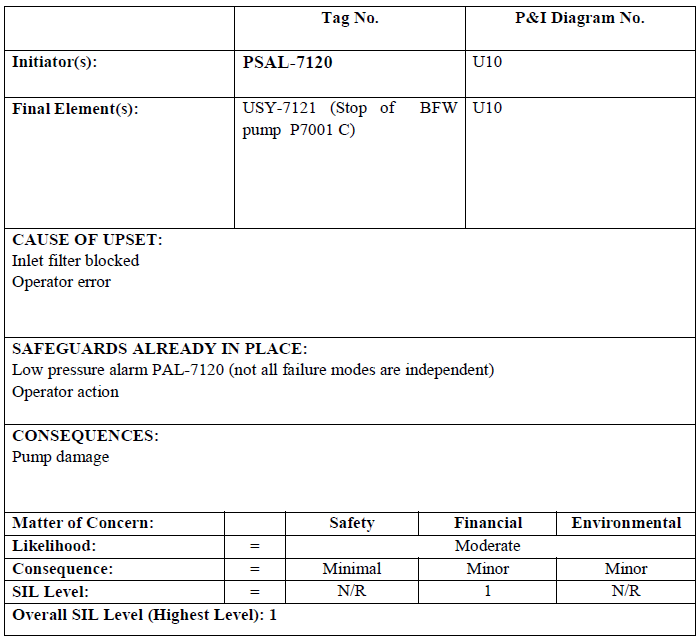 Tag No. P&I Diagram No.
Initiator(s): PSAL-7120 U10
Final Element(s): USY-7121 (Stop of BFW U10
pump P7001 C)
CAUSE OF UPSET:
Inlet filter blocked
Operator error
SAFEGUARDS ALREADY IN PLACE:
Low pressure alarm PAL-7120 (not all failure modes are independent)
Operator action
CONSEQUENCES:
Pump damage
Matter of Concern: Safety Financial Environmental
Likelihood: = Moderate
Consequence: = Minimal Minor Minor
SIL Level: = N/R 1 N/R
Overall SIL Level (Highest Level): 1